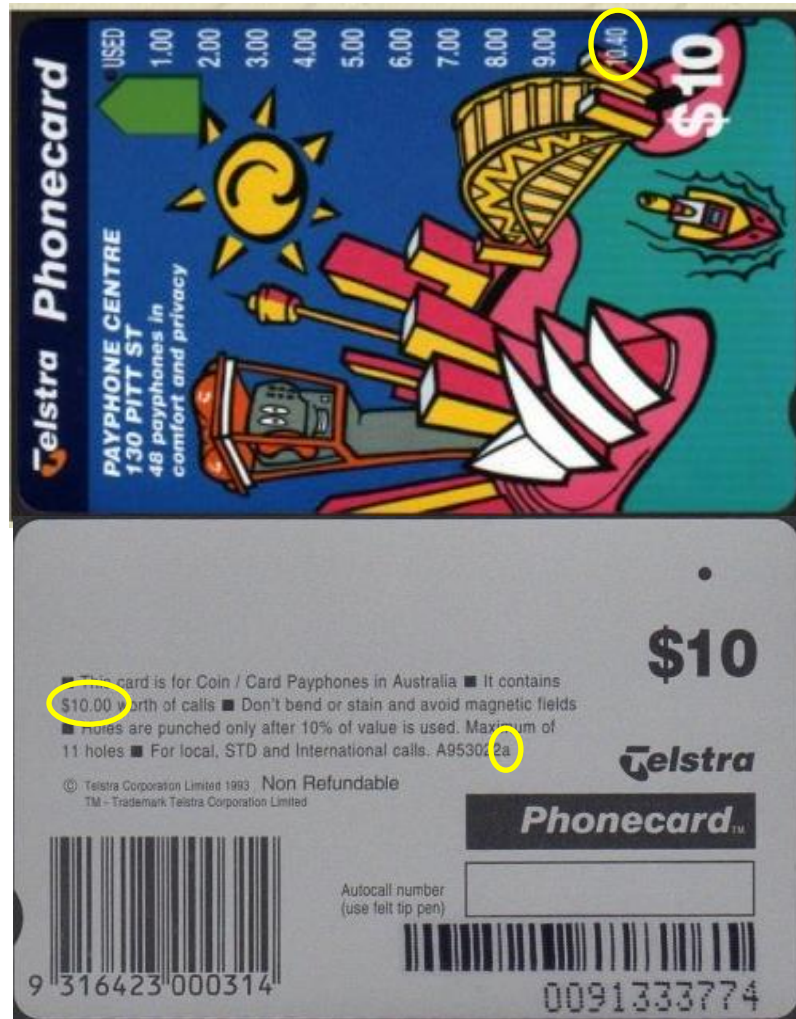 Telstra Phonecard
USED
1.00
2.00
3.00
4.00
5.00
6.00
7.00
8.00
9.00
10.40
PAYPHONE CENTRE
130 PITT ST
48 payphones in
comfort and privacy
$10
$10
■ This card is for Coin / Card Payphones in Australia ■ It contains
$10.00 worth of calls ■ Don't bend or stain and avoid magnetic fields
■ Holes are punched only after 10% of value is used. Maximum of
11 holes ■ For local, STD and International calls. A953022a
© Telstra Corporation Limited 1993 Non Refundable
TM - Trademark Telstra Corporation Limited
Telstra
Phonecard TM
Autocall number
(use felt tip pen)
9 316423 000314
0091333774